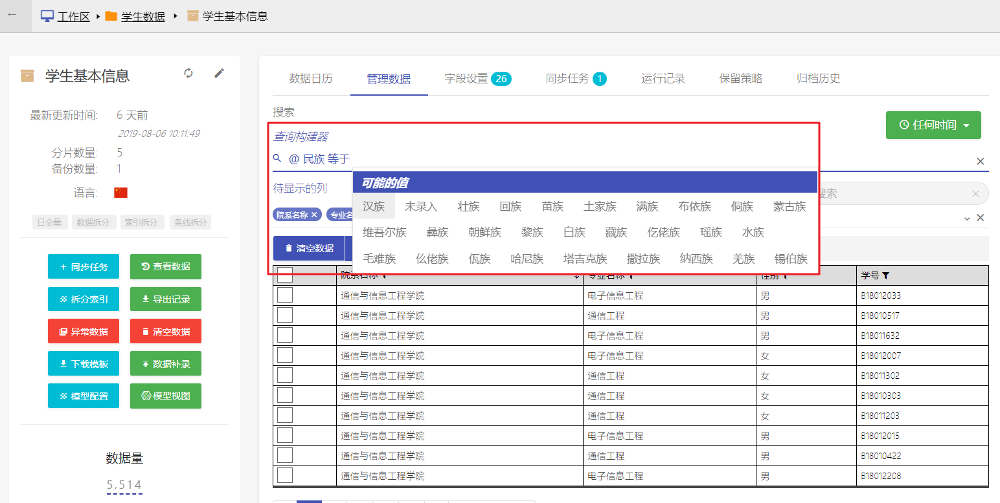 ← 工作区 学生数据 学生基本信息
学生基本信息
最新更新时间: 6 天前
2019-08-06 10:11:49
分片数量: 5
备份数量: 1
语言:
日全量 数据拆分 索引拆分 条线拆分
+ 同步任务 查看数据
拆分索引 导出记录
异常数据 清空数据
下载模板 数据补录
模型配置 模型视图
数据量
5,514
数据日历 管理数据 字段设置 26 同步任务 1 运行记录 保留策略 归档历史
搜索
任何时间
查询构建器
@ 民族 等于
待显示的列
搜索
院系名称 × 专业名
清空数据
可能的值
汉族 未录入 壮族 回族 苗族 土家族 满族 布依族 侗族 蒙古族
维吾尔族 彝族 朝鲜族 黎族 白族 藏族 仡佬族 瑶族 水族
毛难族 仫佬族 佤族 哈尼族 塔吉克族 撒拉族 纳西族 羌族 锡伯族
院系名称 专业名称 性别 学号
通信与信息工程学院 电子信息工程 男 B18012033
通信与信息工程学院 通信工程 男 B18010517
通信与信息工程学院 电子信息工程 男 B18011632
通信与信息工程学院 电子信息工程 女 B18012007
通信与信息工程学院 通信工程 女 B18011302
通信与信息工程学院 通信工程 女 B18010303
通信与信息工程学院 通信工程 女 B18011203
通信与信息工程学院 电子信息工程 男 B18012015
通信与信息工程学院 通信工程 男 B18010422
通信与信息工程学院 电子信息工程 男 B18012208